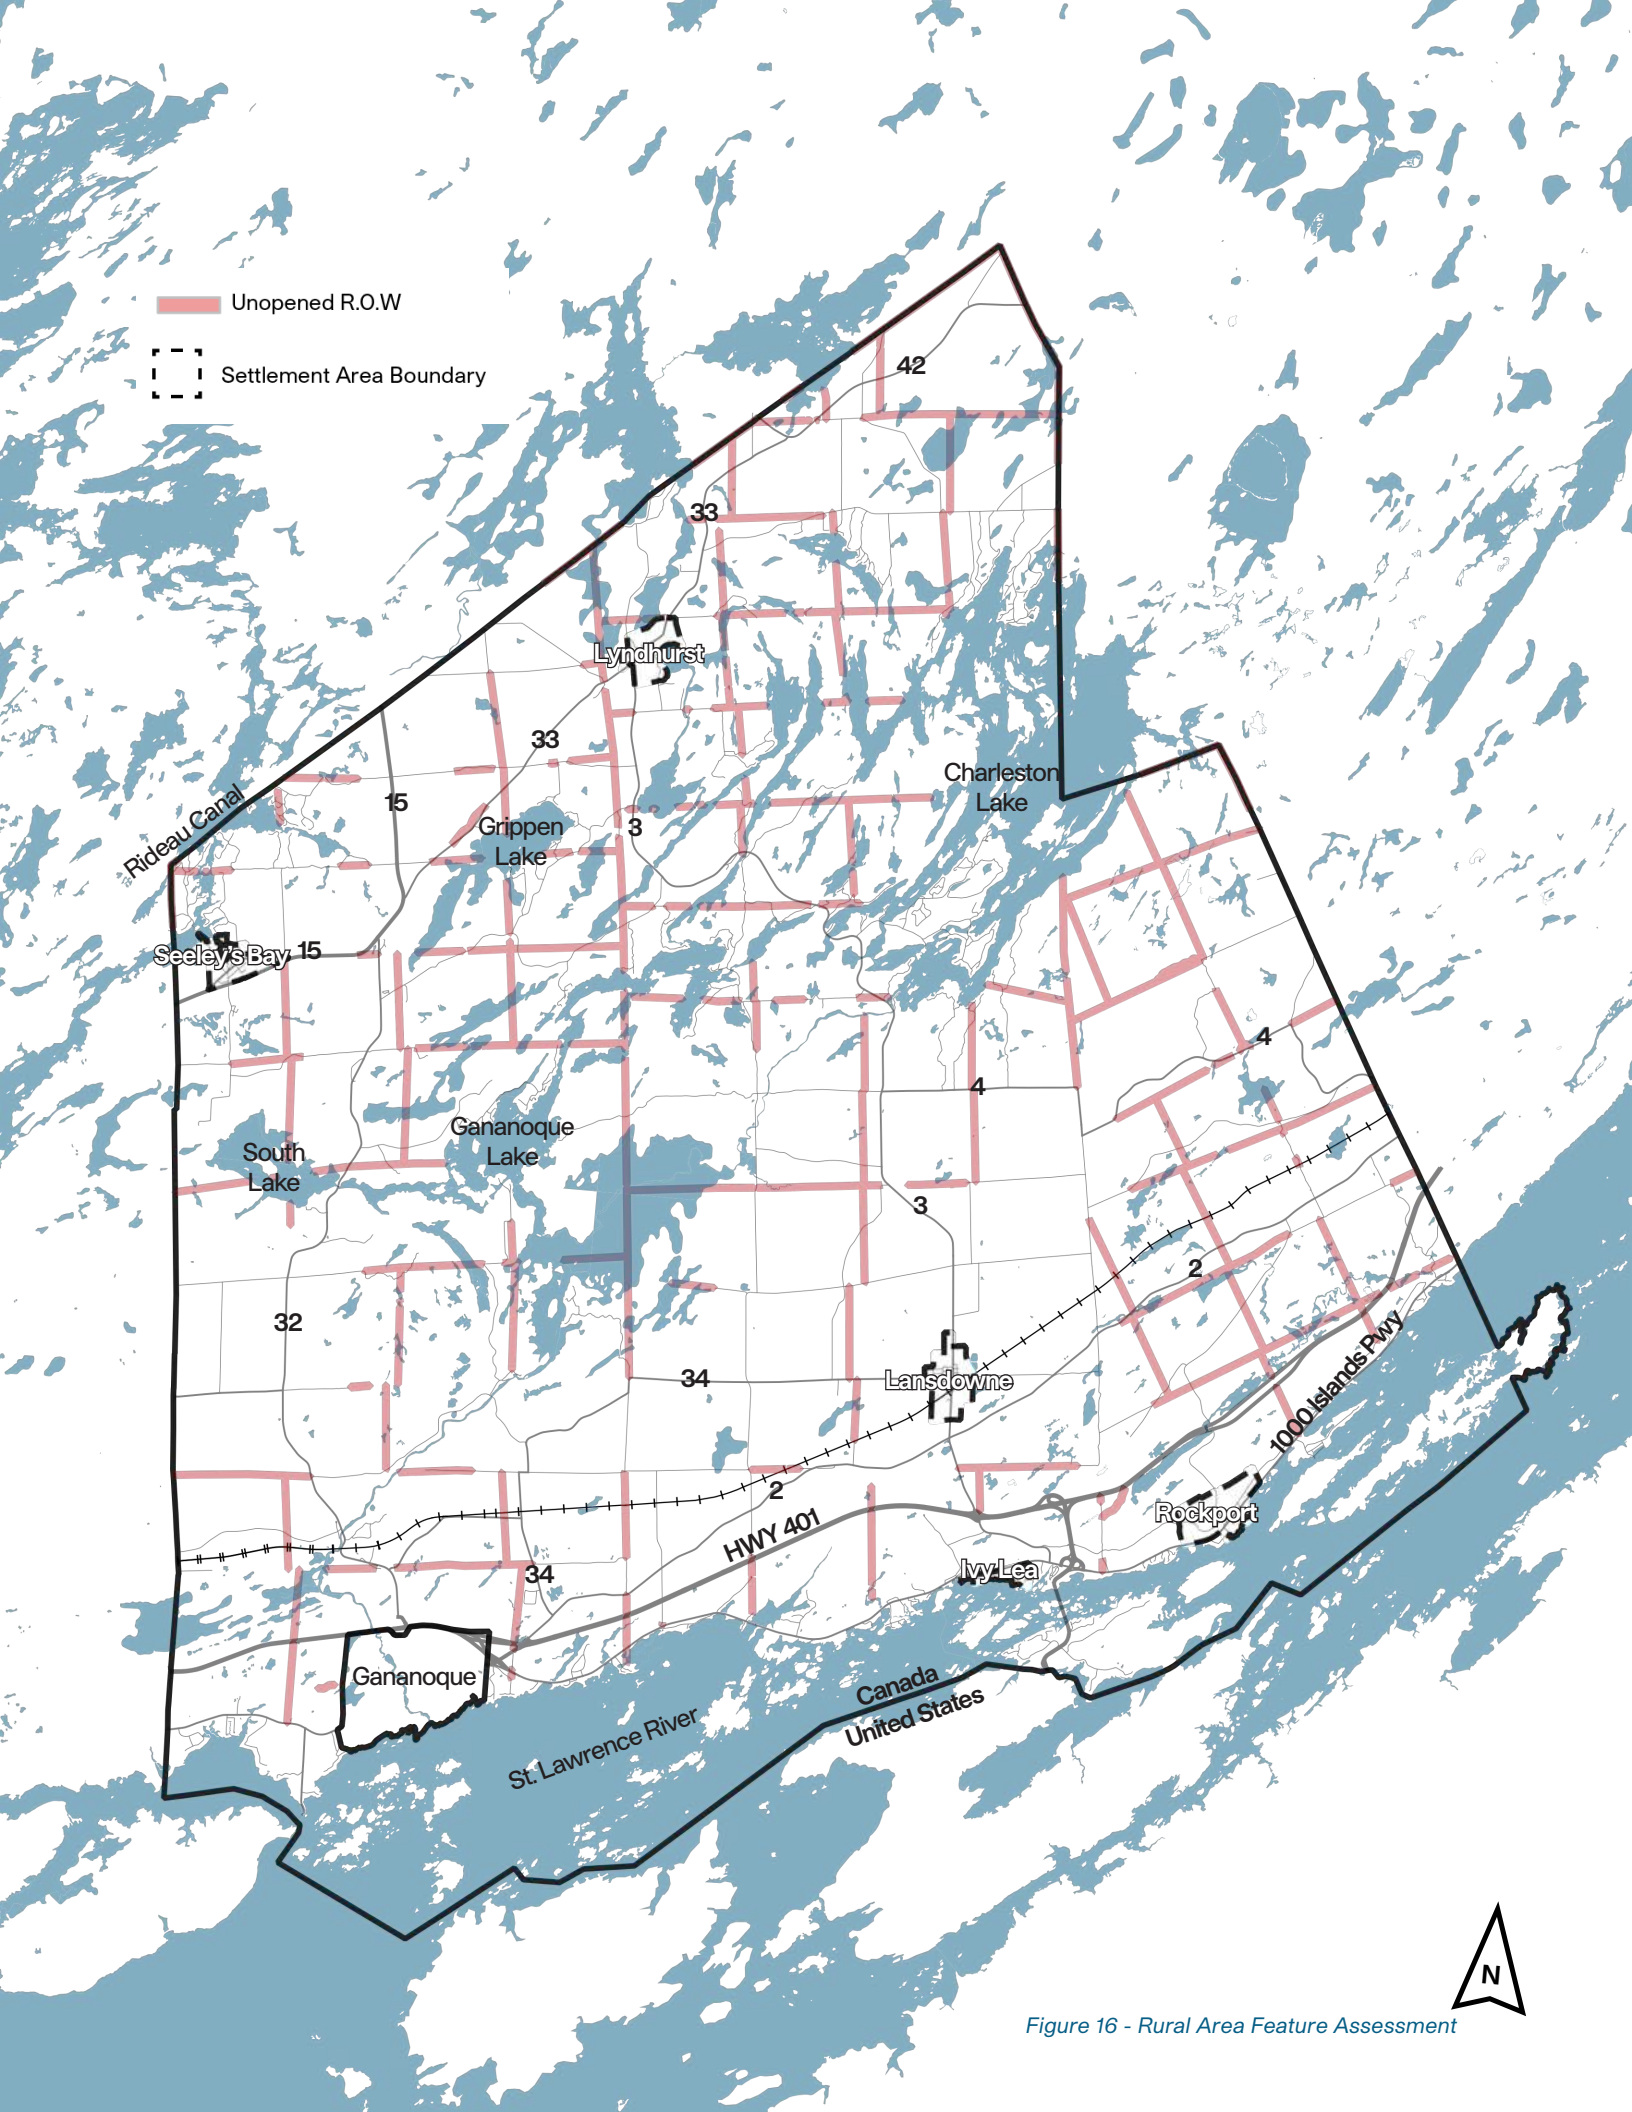 Unopened R.O.W
Settlement Area Boundary
42
33
Lyndhurst
33
Charleston
Lake
15
Rideau Canal
Grippen
Lake
3
Seeley's Bay
15
4
4
Gananoque
Lake
South
Lake
3
2
32
1000 Islands Pwy
34
Lansdowne
2
HWY 401
Rockport
Ivy Lea
34
Gananoque
Canada
United States
St. Lawrence River
N
Figure 16 - Rural Area Feature Assessment